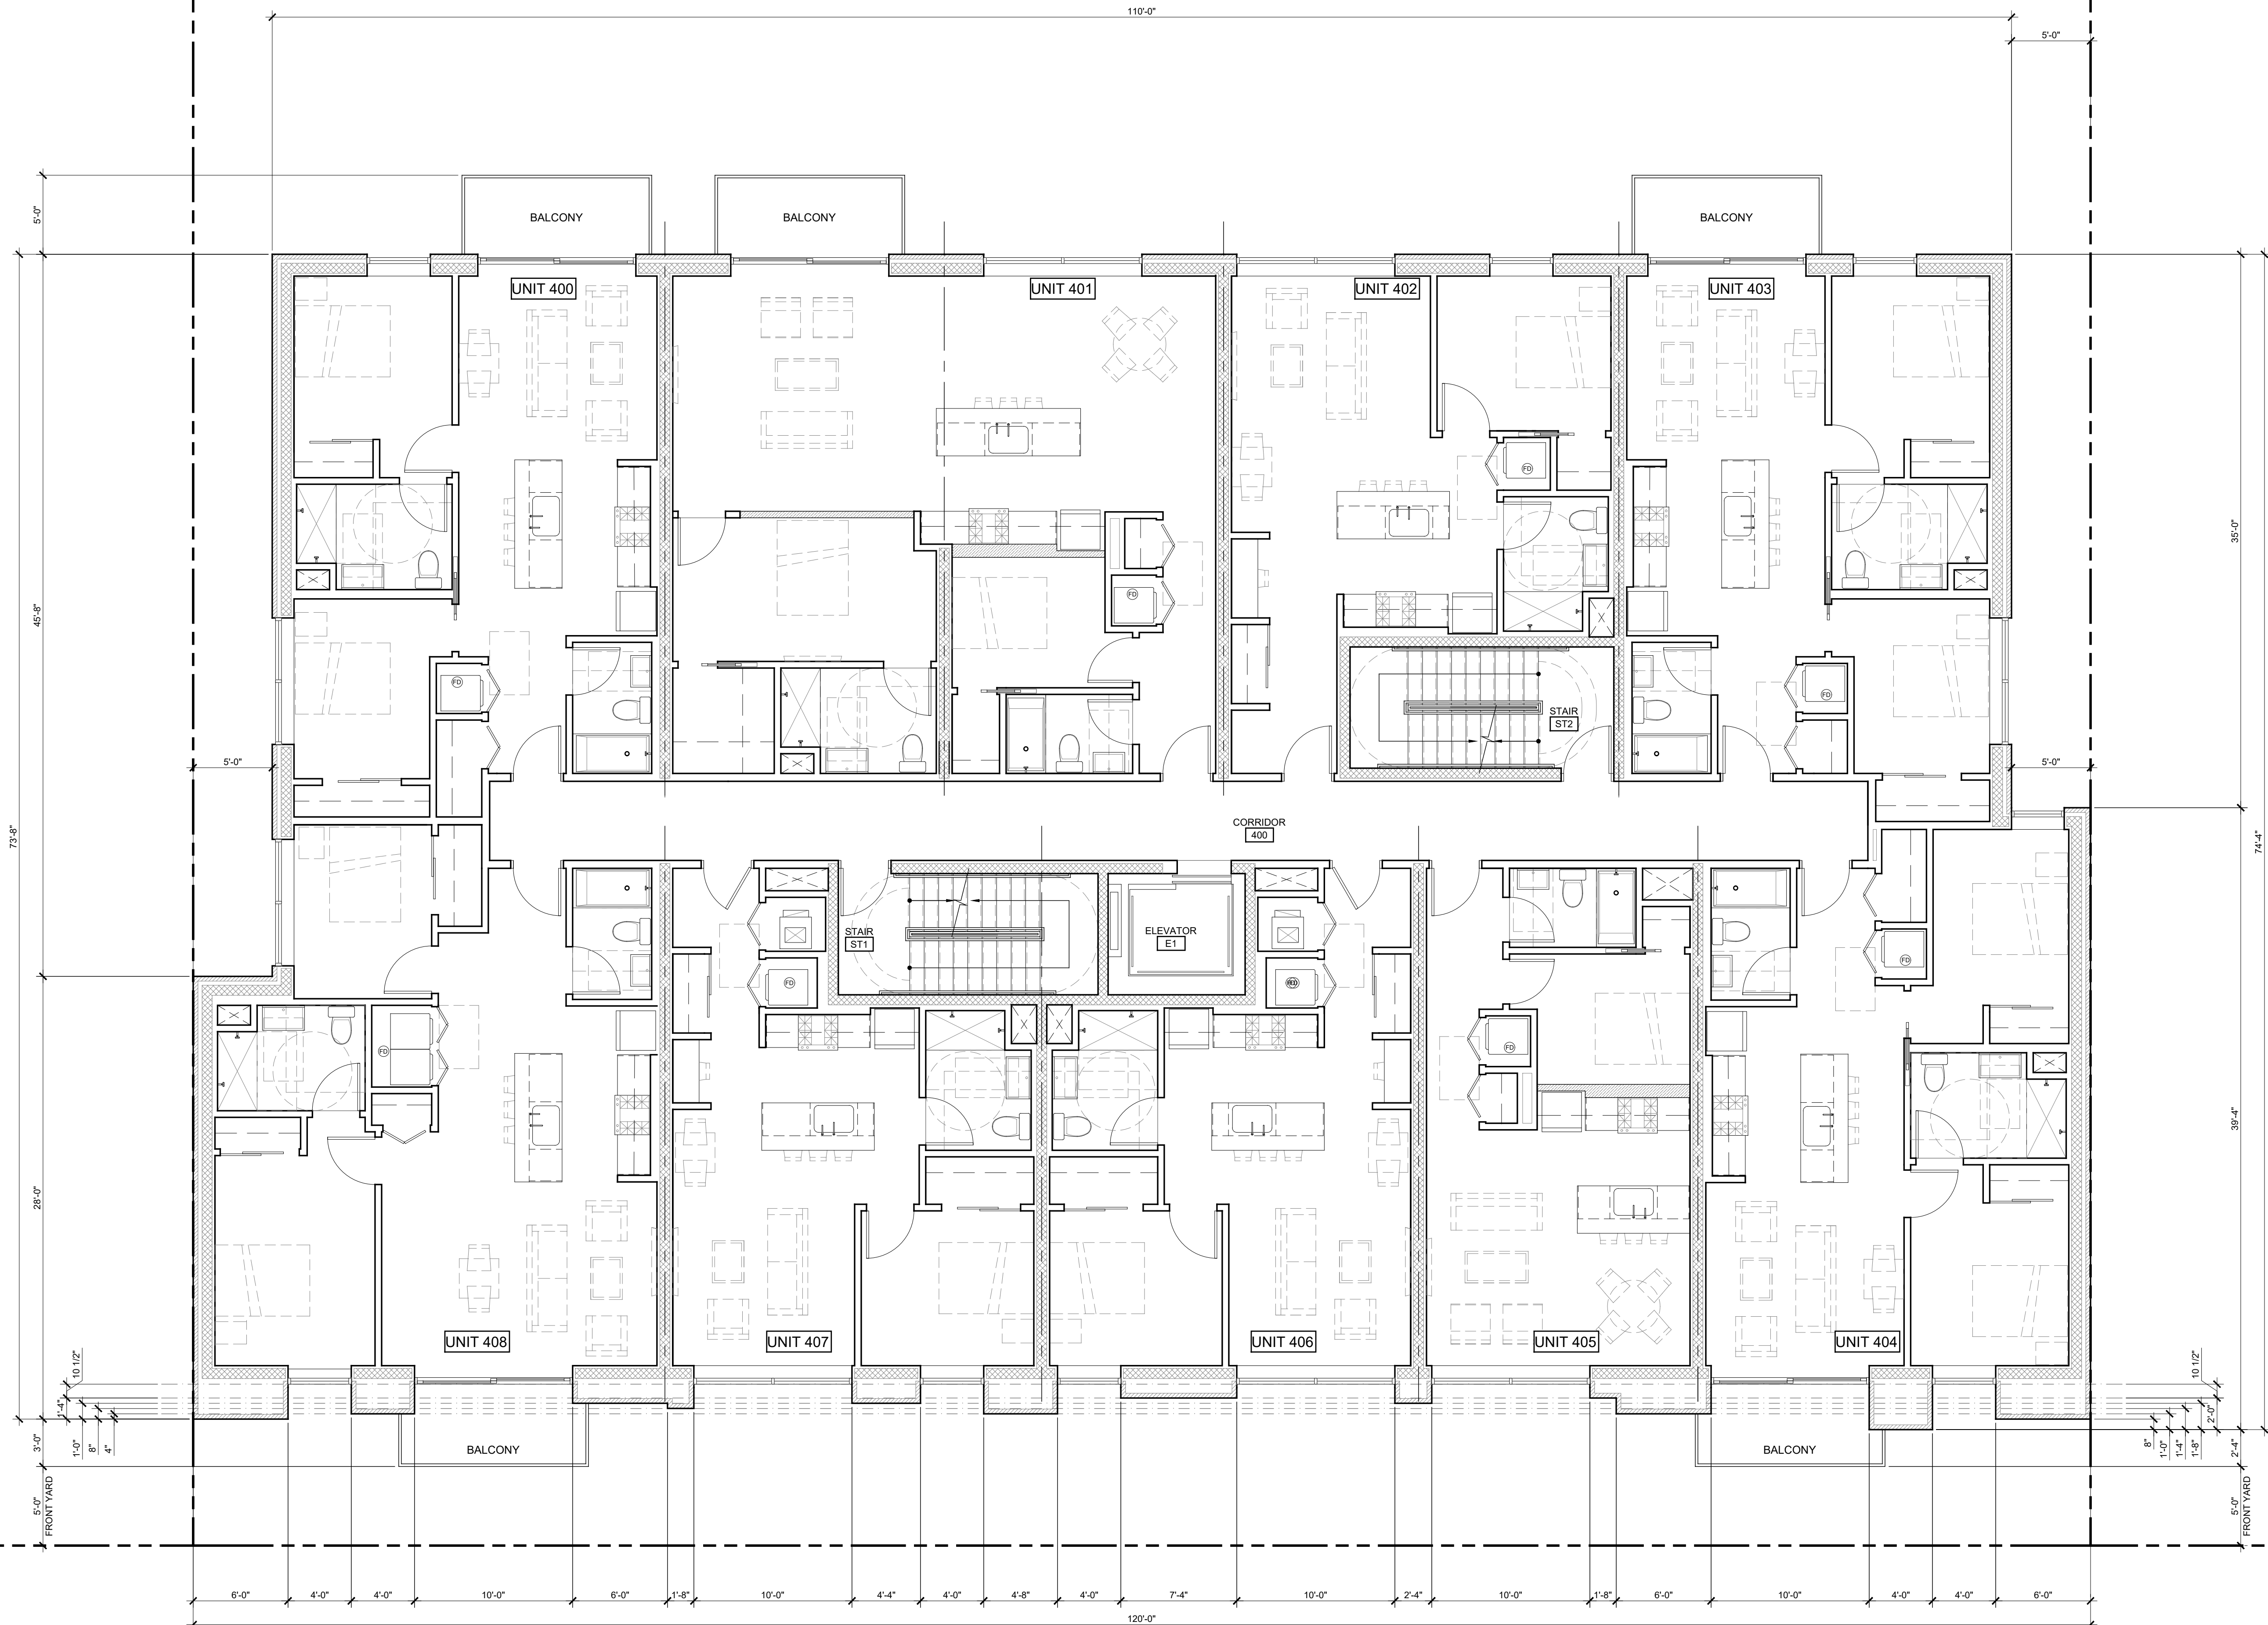 110'-0"
5'-0"
5'-0"
BALCONY
BALCONY
BALCONY
UNIT 400
UNIT 401
UNIT 402
UNIT 403
FD
FD
FD
FD
35'-0"
45'-8"
STAIR
ST2
5'-0"
5'-0"
CORRIDOR
400
73'-8"
74'-4"
STAIR
ST1
ELEVATOR
E1
FD
FD
FD
FD
39'-4"
28'-0"
UNIT 408
UNIT 407
UNIT 406
UNIT 405
UNIT 404
10 1/2"
1'-4"
1'-0"
8"
4"
10 1/2"
2'-0"
1'-8"
1'-4"
1'-0"
8"
3'-0"
2'-4"
BALCONY
BALCONY
5'-0"
FRONT YARD
5'-0"
FRONT YARD
6'-0"
4'-0"
4'-0"
10'-0"
6'-0"
1'-8"
10'-0"
4'-4"
4'-0"
4'-8"
4'-0"
7'-4"
10'-0"
2'-4"
10'-0"
1'-8"
6'-0"
10'-0"
4'-0"
4'-0"
6'-0"
120'-0"